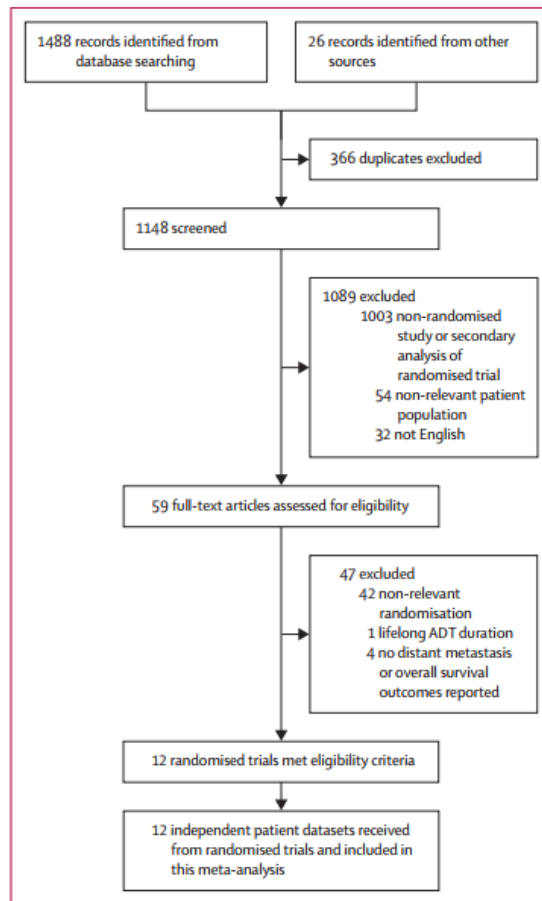 1488 records identified from
database searching
26 records identified from other
sources
366 duplicates excluded
1148 screened
1089 excluded
1003 non-randomised
study or secondary
analysis of
randomised trial
54 non-relevant patient
population
32 not English
59 full-text articles assessed for eligibility
47 excluded
42 non-relevant
randomisation
1 lifelong ADT duration
4 no distant metastasis
or overall survival
outcomes reported
12 randomised trials met eligibility criteria
12 independent patient datasets received
from randomised trials and included in
this meta-analysis